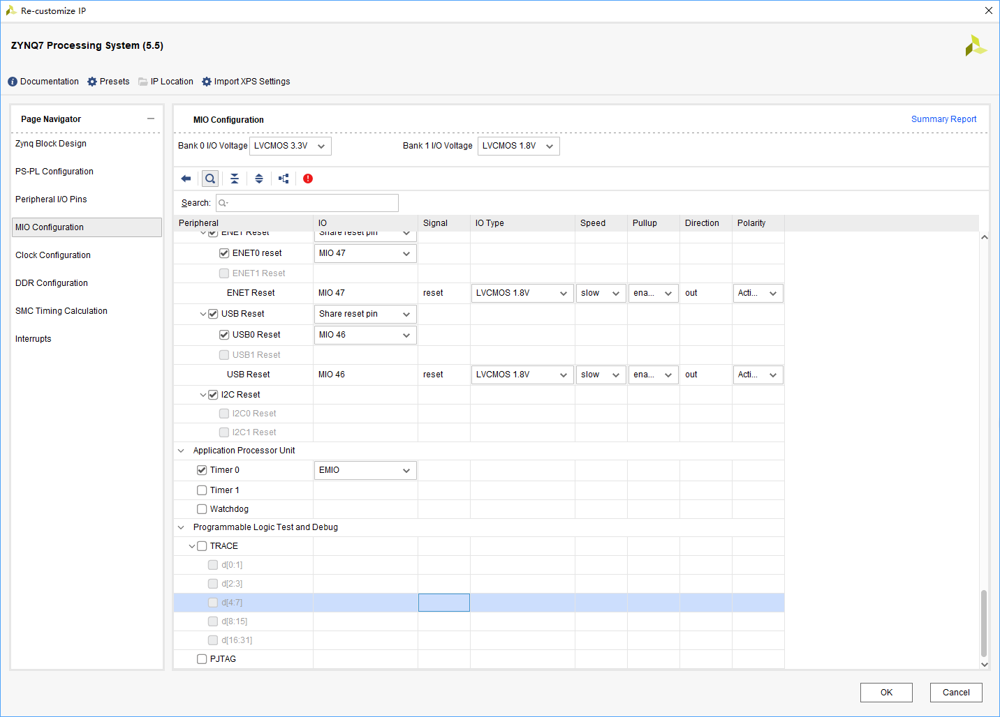 Re-customize IP
ZYNQ7 Processing System (5.5)
Documentation Presets IP Location Import XPS Settings
Page Navigator
Zynq Block Design
PS-PL Configuration
Peripheral I/O Pins
MIO Configuration
Clock Configuration
DDR Configuration
SMC Timing Calculation
Interrupts
MIO Configuration Summary Report
Bank 0 I/O Voltage LVCMOS 3.3V Bank 1 I/O Voltage LVCMOS 1.8V
Search:
Peripheral IO Signal IO Type Speed Pullup Direction Polarity
ENET Reset Share reset pin
ENET0 reset MIO 47
ENET1 Reset
ENET Reset MIO 47 reset LVCMOS 1.8V slow ena... out Acti...
USB Reset Share reset pin
USB0 Reset MIO 46
USB1 Reset
USB Reset MIO 46 reset LVCMOS 1.8V slow ena... out Acti...
I2C Reset
I2C0 Reset
I2C1 Reset
Application Processor Unit
Timer 0 EMIO
Timer 1
Watchdog
Programmable Logic Test and Debug
TRACE
d[0:1]
d[2:3]
d[4:7]
d[8:15]
d[16:31]
PJTAG
OK Cancel